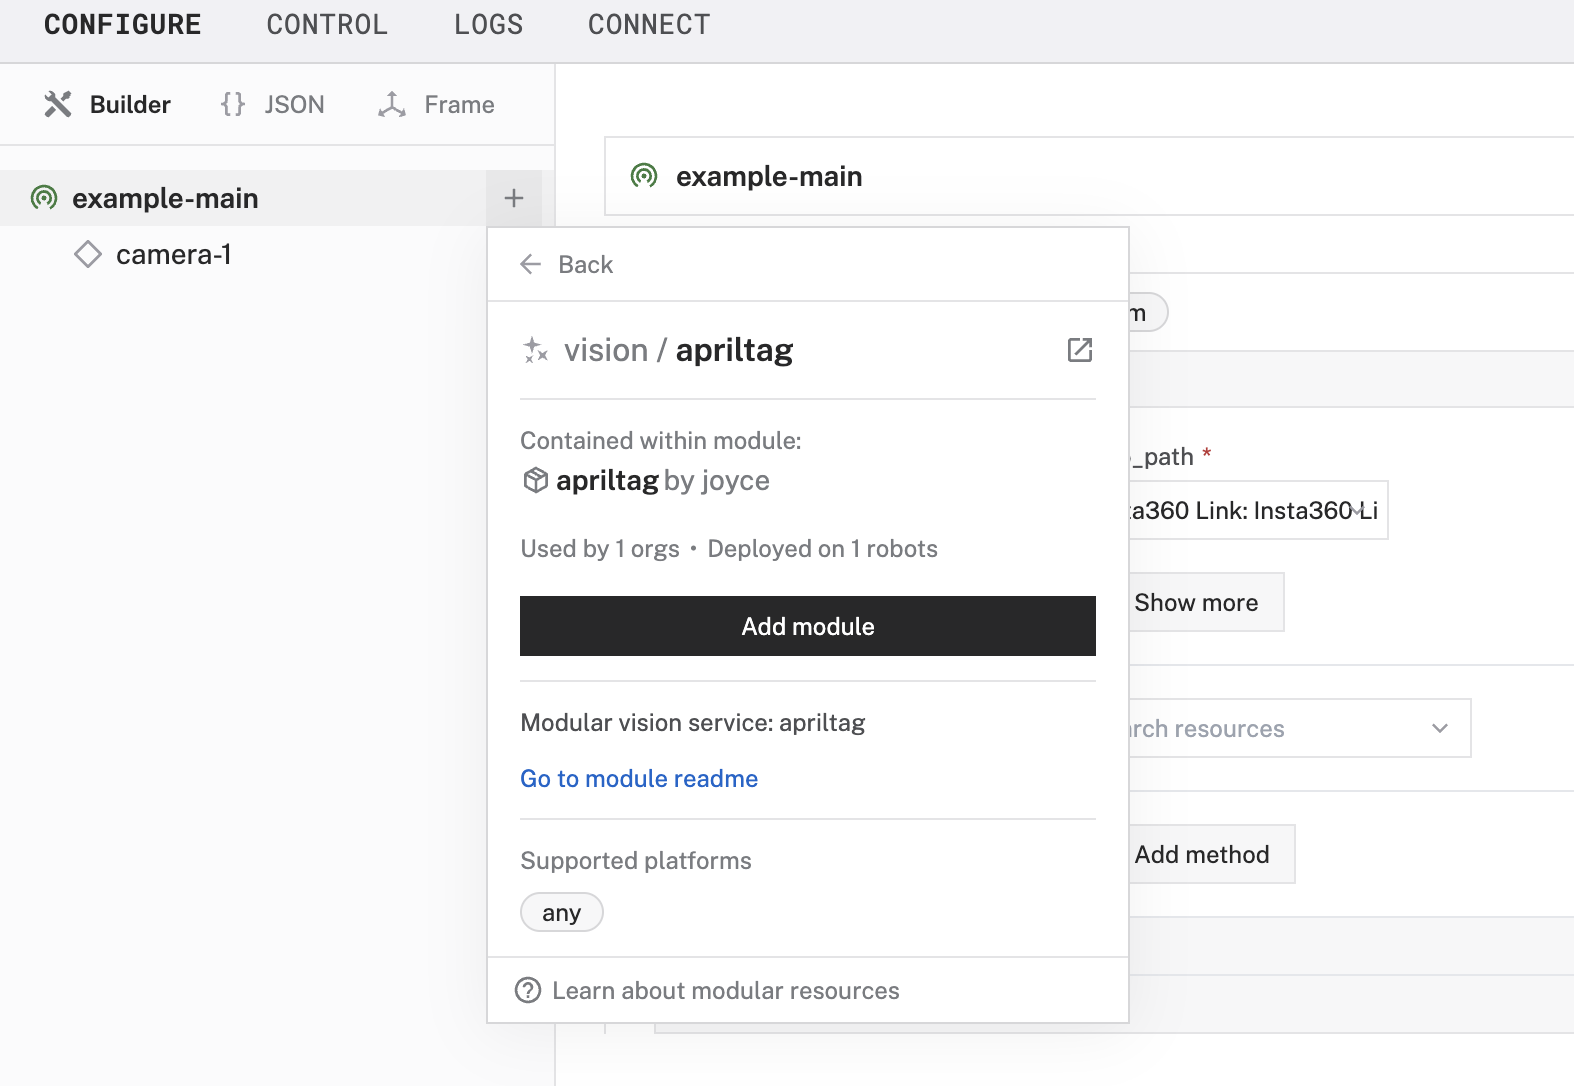 CONFIGURE CONTROL LOGS CONNECT
Builder {} JSON Frame
example-main +
camera-1
example-main
Back
vision / apriltag
Contained within module:
apriltag by joyce
Used by 1 orgs • Deployed on 1 robots
Add module
Modular vision service: apriltag
Go to module readme
Supported platforms
any
Learn about modular resources
m
_path *
ta360 Link: Insta360 Li
Show more
rch resources
Add method